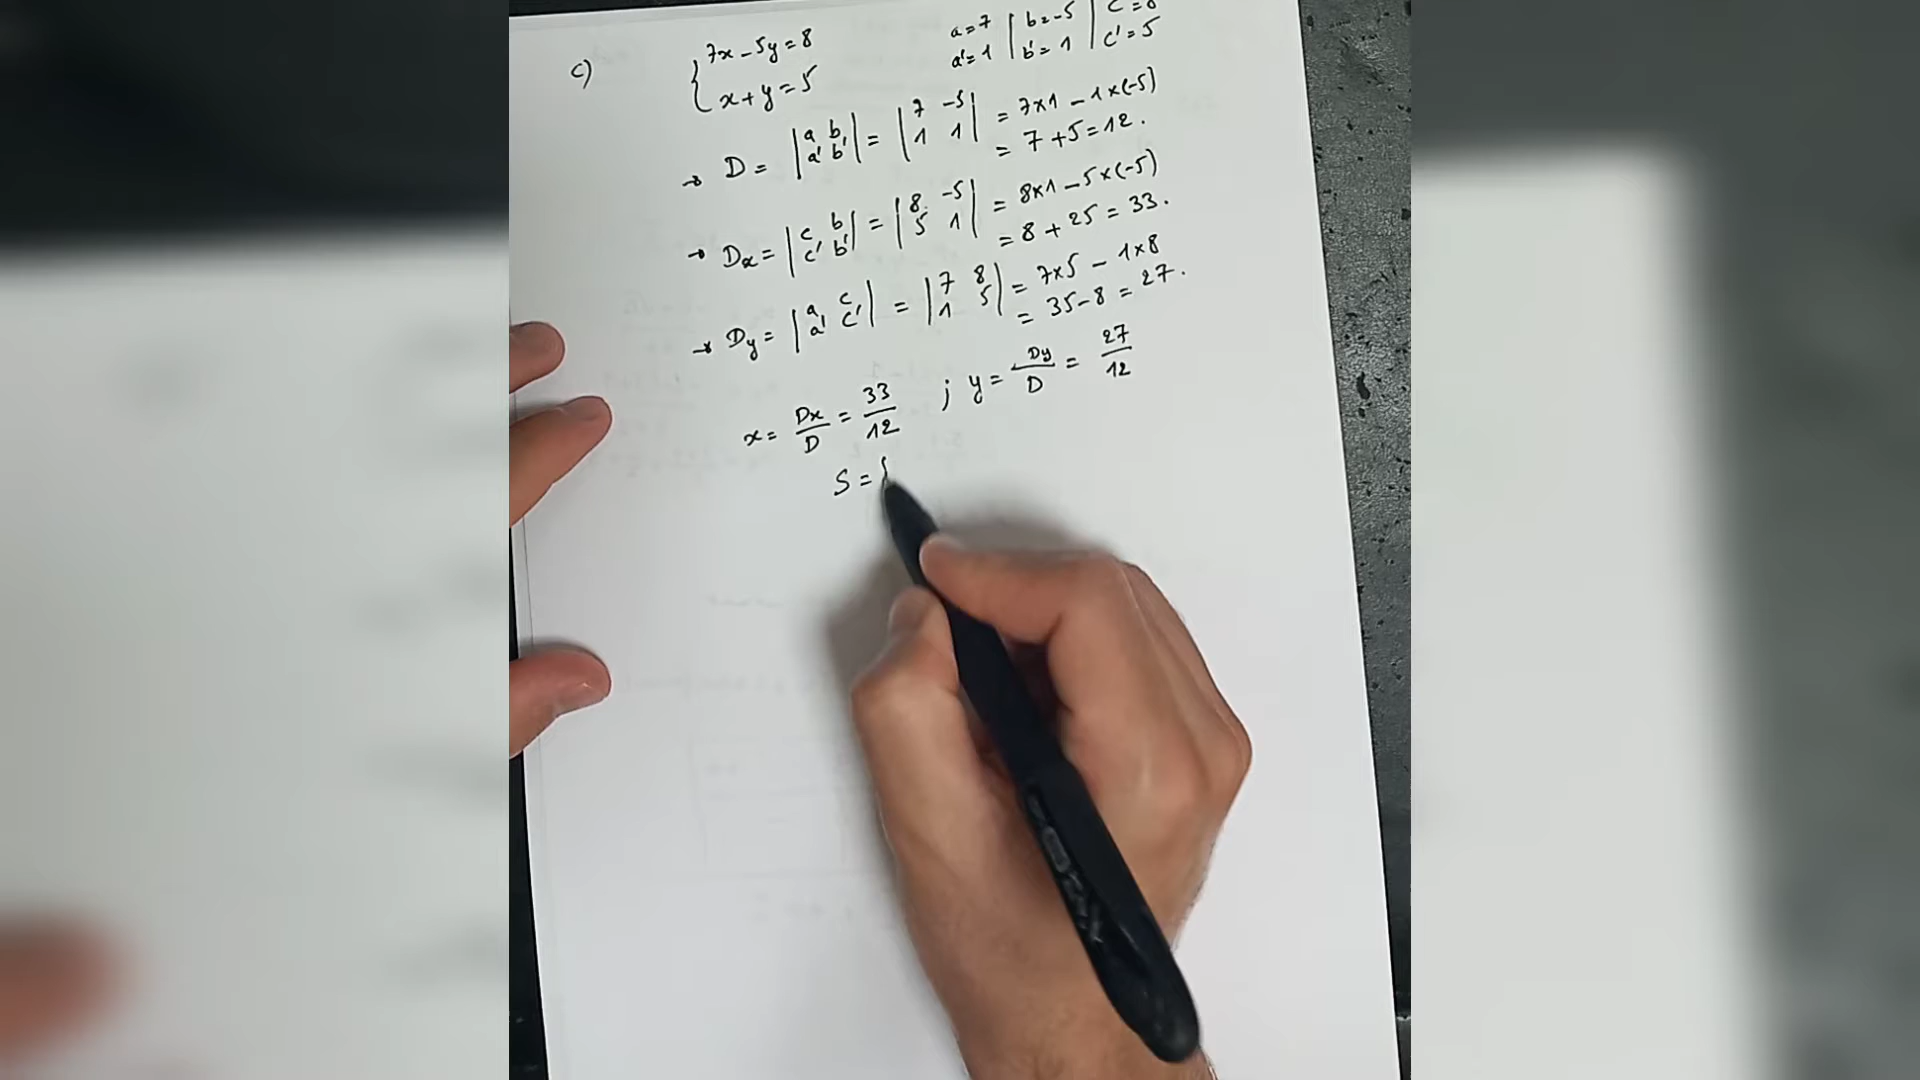 c) { 7x - 5y = 8
x + y = 5
a = 7 | b = -5 | c = 8
a' = 1 | b' = 1 | c' = 5
→ D = |a b; a' b'| = |7 -5; 1 1| = 7×1 - 1×(-5)
= 7 + 5 = 12.
→ Dx = |c b; c' b'| = |8 -5; 5 1| = 8×1 - 5×(-5)
= 8 + 25 = 33.
→ Dy = |a c; a' c'| = |7 8; 1 5| = 7×5 - 1×8
= 35 - 8 = 27.
x = Dx/D = 33/12 ; y = Dy/D = 27/12
S = {